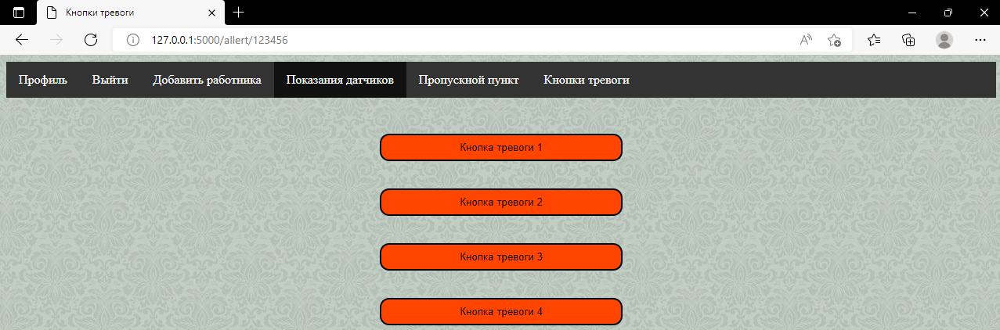 Кнопки тревоги
127.0.0.1:5000/allert/123456
Профиль Выйти Добавить работника Показания датчиков Пропускной пункт Кнопки тревоги
Кнопка тревоги 1
Кнопка тревоги 2
Кнопка тревоги 3
Кнопка тревоги 4